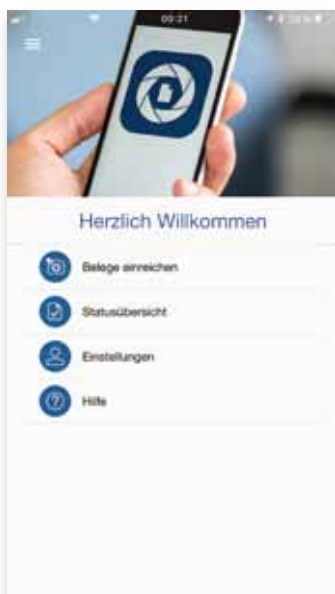 09:21
Herzlich Willkommen
Belege einreichen
Statusübersicht
Einstellungen
Hilfe